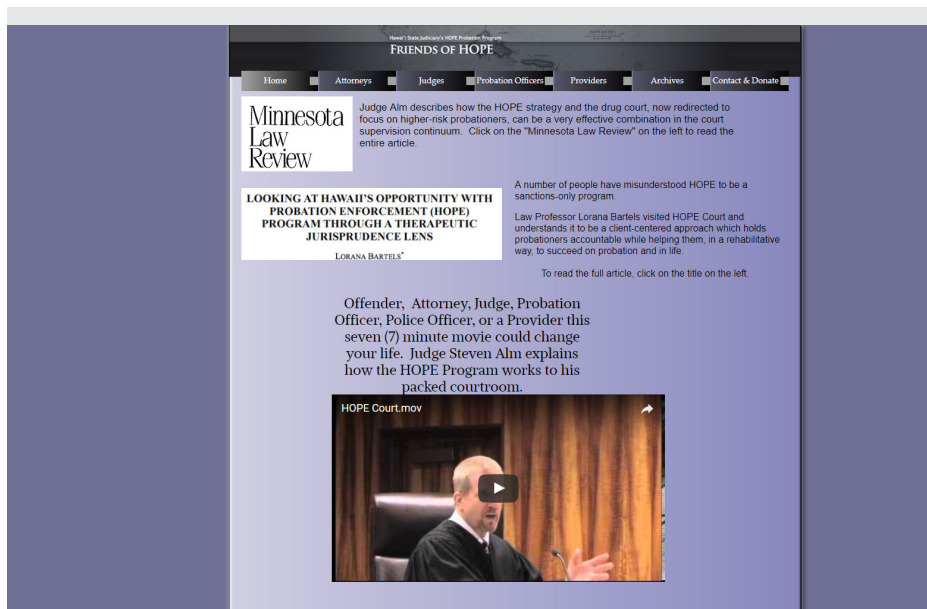 Hawai'i State Judiciary's HOPE Probation Program
FRIENDS OF HOPE
Home Attorneys Judges Probation Officers Providers Archives Contact & Donate
Minnesota
Law
Review
Judge Alm describes how the HOPE strategy and the drug court, now redirected to
focus on higher-risk probationers, can be a very effective combination in the court
supervision continuum. Click on the "Minnesota Law Review" on the left to read the
entire article.
LOOKING AT HAWAII'S OPPORTUNITY WITH
PROBATION ENFORCEMENT (HOPE)
PROGRAM THROUGH A THERAPEUTIC
JURISPRUDENCE LENS
LORANA BARTELS*
A number of people have misunderstood HOPE to be a
sanctions-only program.
Law Professor Lorana Bartels visited HOPE Court and
understands it to be a client-centered approach which holds
probationers accountable while helping them, in a rehabilitative
way, to succeed on probation and in life.
To read the full article, click on the title on the left.
Offender, Attorney, Judge, Probation
Officer, Police Officer, or a Provider this
seven (7) minute movie could change
your life. Judge Steven Alm explains
how the HOPE Program works to his
packed courtroom.
HOPE Court.mov